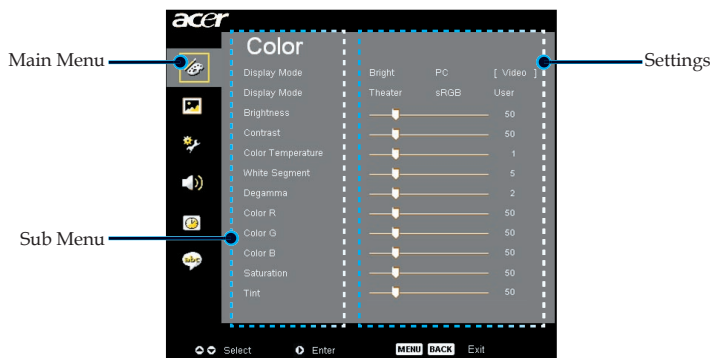 acer
Color
Main Menu
Settings
Display Mode Bright PC [ Video ]
Display Mode Theater sRGB User
Brightness 50
Contrast 50
Color Temperature 1
White Segment 5
Degamma 2
Color R 50
Sub Menu
Color G 50
Color B 50
abc
Saturation 50
Tint 50
Select Enter MENU BACK Exit